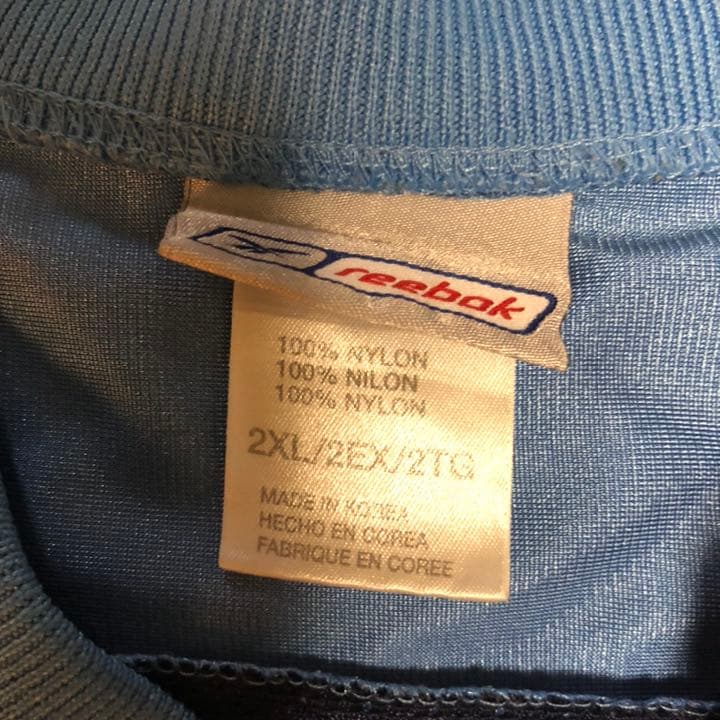 reebok
100% NYLON
100% NILON
100% NYLON
2XL/2EX/2TG
MADE IN KOREA
HECHO EN COREA
FABRIQUE EN COREE